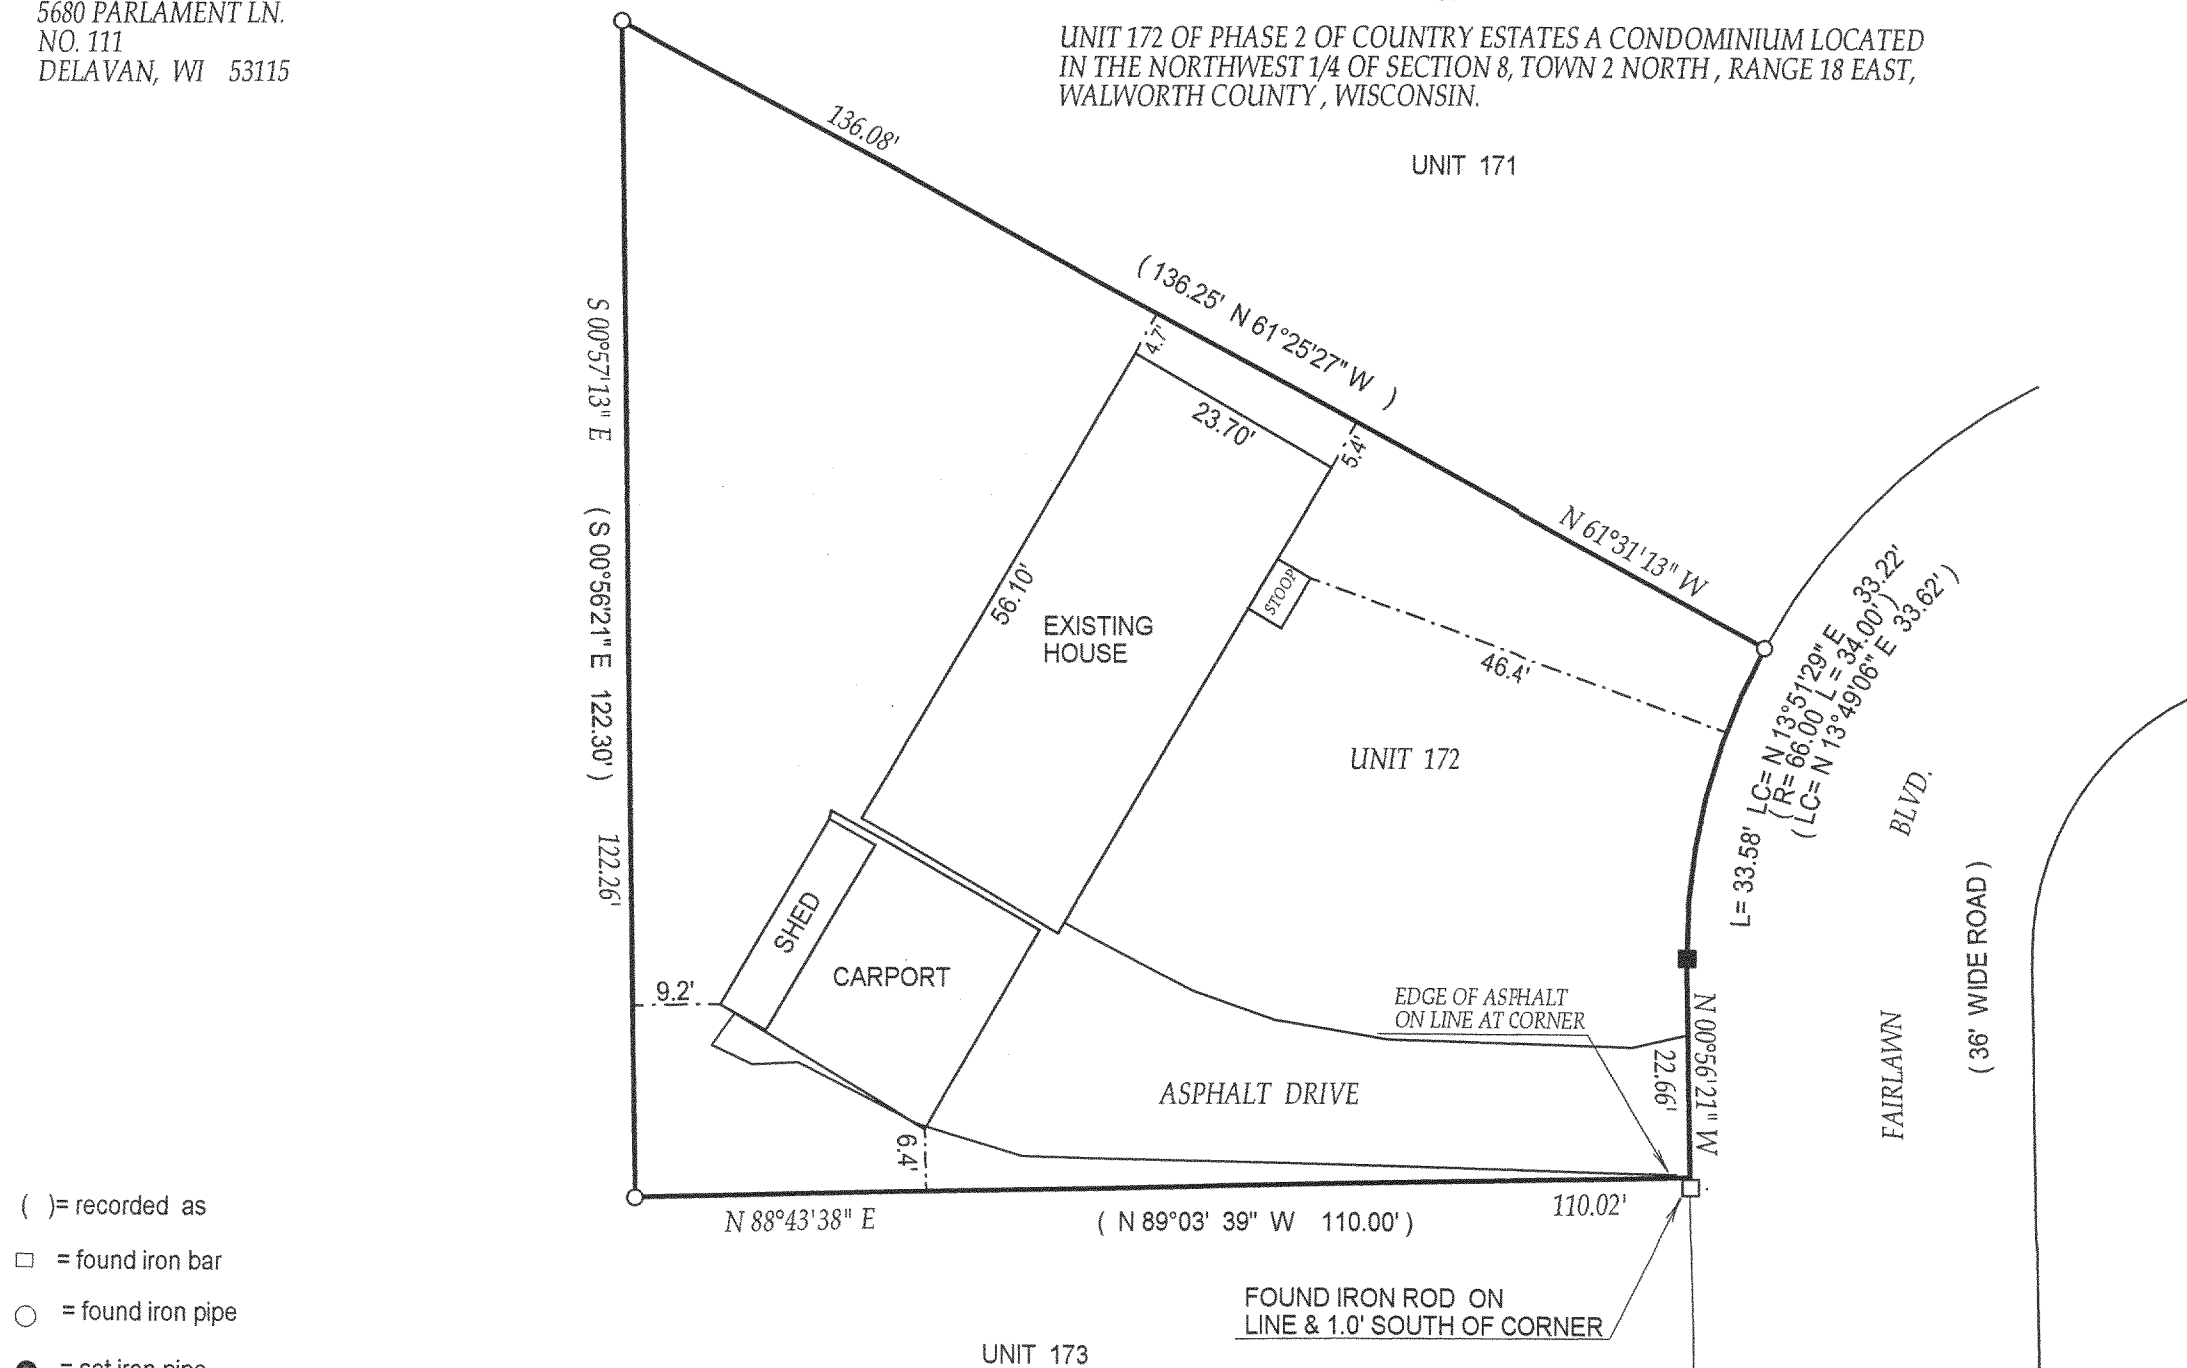 5680 PARLAMENT LN.
NO. 111
DELAVAN, WI 53115
UNIT 172 OF PHASE 2 OF COUNTRY ESTATES A CONDOMINIUM LOCATED
IN THE NORTHWEST 1/4 OF SECTION 8, TOWN 2 NORTH, RANGE 18 EAST,
WALWORTH COUNTY, WISCONSIN.
136.08'
UNIT 171
( 136.25' N 61°25'27" W )
4.7'
23.70'
5.4'
N 61°31'13" W
S 00°57'13" E
( S 00°56'21" E 122.30' )
122.26'
56.10'
EXISTING
HOUSE
STOOP
46.4'
UNIT 172
L= 33.58' LC= N 13°51'29" E 33.22'
( R= 66.00 L = 34.00' )
( LC= N 13°49'06" E 33.62' )
BLVD.
FAIRLAWN
( 36' WIDE ROAD )
SHED
CARPORT
9.2'
EDGE OF ASPHALT
ON LINE AT CORNER
N 00°56'21" W
22.66'
ASPHALT DRIVE
6.4'
N 88°43'38" E
( N 89°03' 39" W 110.00' )
110.02'
( )= recorded as
= found iron bar
= found iron pipe
= set iron pipe
FOUND IRON ROD ON
LINE & 1.0' SOUTH OF CORNER
UNIT 173